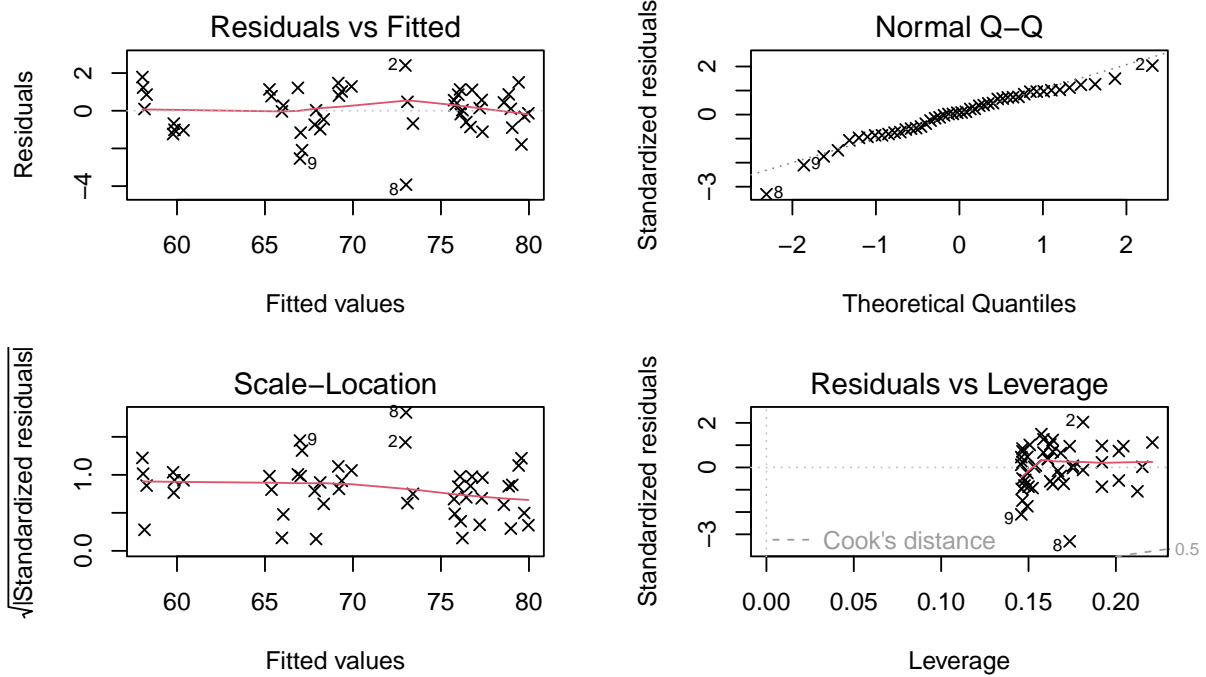 Residuals vs Fitted
Residuals
2
0
−4
2
9
8
60 65 70 75 80
Fitted values
Normal Q−Q
Standardized residuals
2
0
−3
2
9
8
−2 −1 0 1 2
Theoretical Quantiles
Scale−Location
√|Standardized residuals|
1.0
0.0
8
2
9
60 65 70 75 80
Fitted values
Residuals vs Leverage
Standardized residuals
2
0
−3
2
9
8
Cook's distance
0.5
0.00 0.05 0.10 0.15 0.20
Leverage